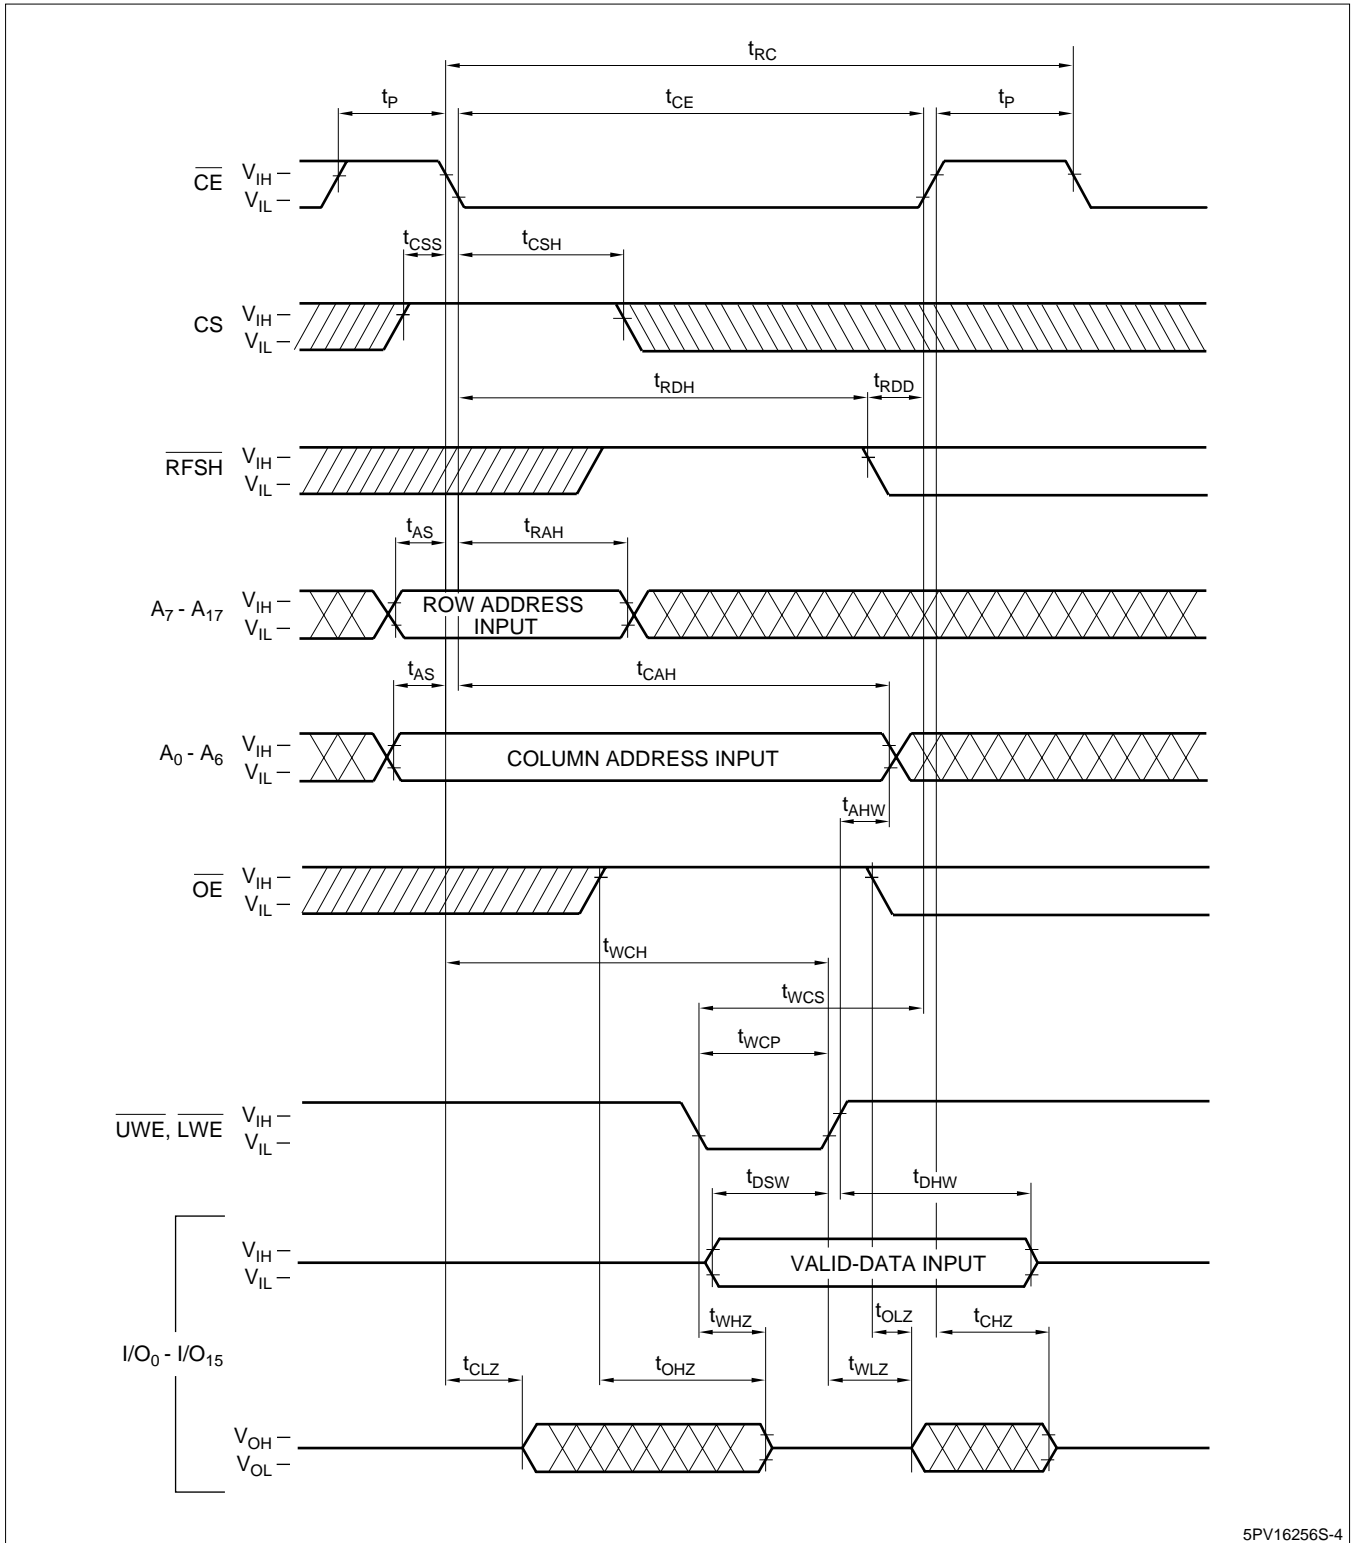 tRC
tP tCE tP
CE VIH
VIL
tCSS tCSH
CS VIH
VIL
tRDH tRDD
RFSH VIH
VIL
tAS tRAH
A7 - A17 VIH
VIL
ROW ADDRESS
INPUT
tAS tCAH
A0 - A6 VIH
VIL
COLUMN ADDRESS INPUT
tAHW
OE VIH
VIL
tWCH
tWCS
tWCP
UWE, LWE VIH
VIL
tDSW tDHW
VIH
VIL
VALID-DATA INPUT
tWHZ tOLZ tCHZ
I/O0 - I/O15
tCLZ tOHZ tWLZ
VOH
VOL
5PV16256S-4